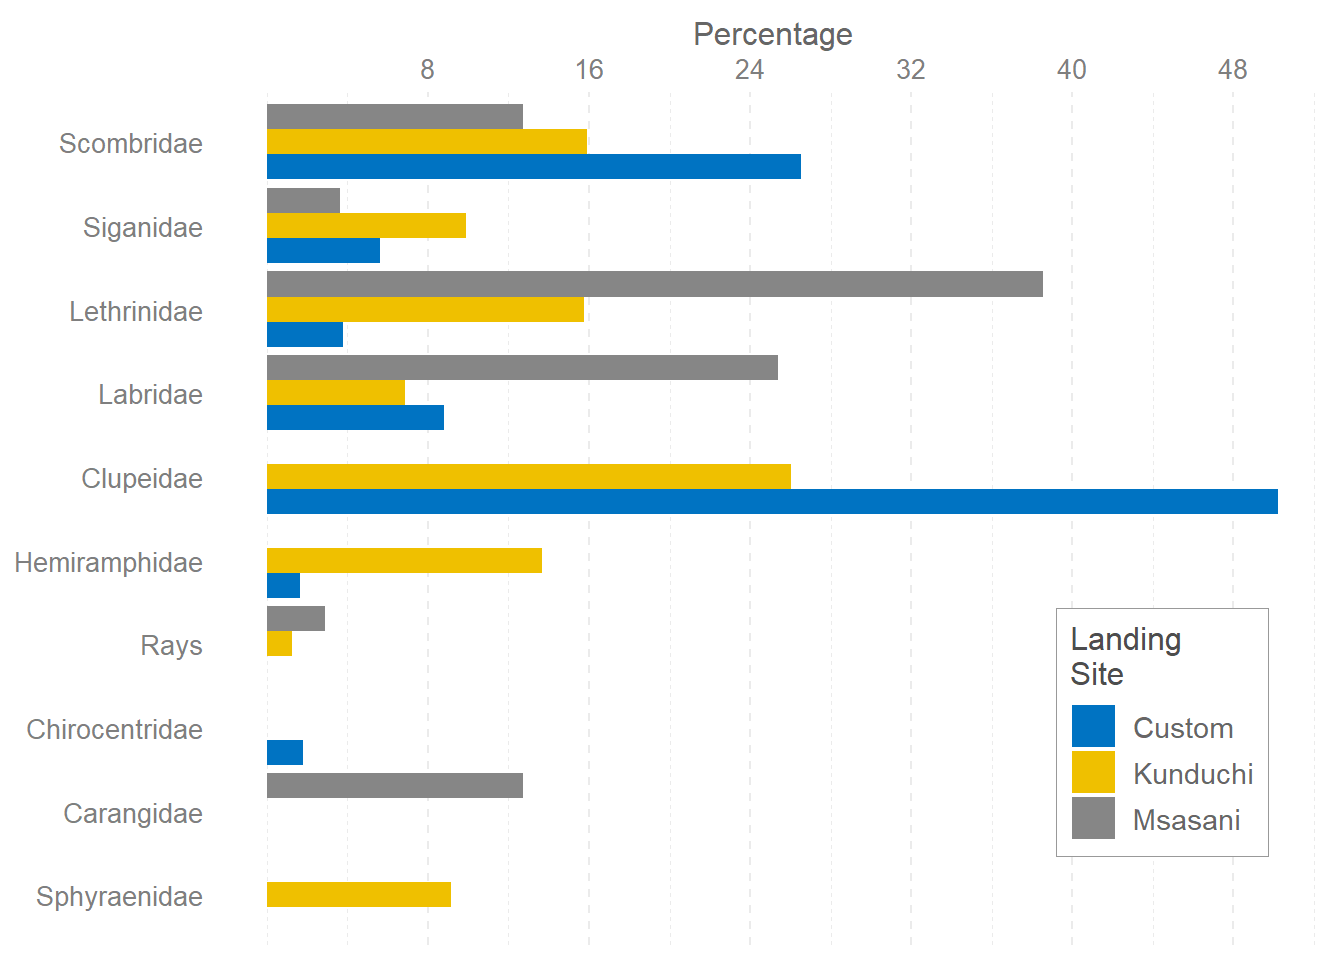 Percentage
8 16 24 32 40 48
Scombridae
Siganidae
Lethrinidae
Labridae
Clupeidae
Hemiramphidae
Rays
Chirocentridae
Carangidae
Sphyraenidae
Landing
Site
Custom
Kunduchi
Msasani